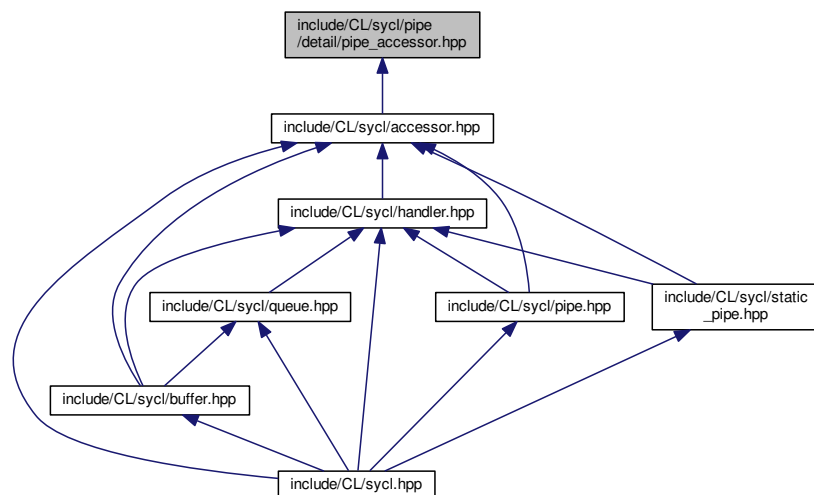 include/CL/sycl/pipe
/detail/pipe_accessor.hpp
include/CL/sycl/accessor.hpp
include/CL/sycl/handler.hpp
include/CL/sycl/queue.hpp
include/CL/sycl/pipe.hpp
include/CL/sycl/static
_pipe.hpp
include/CL/sycl/buffer.hpp
include/CL/sycl.hpp